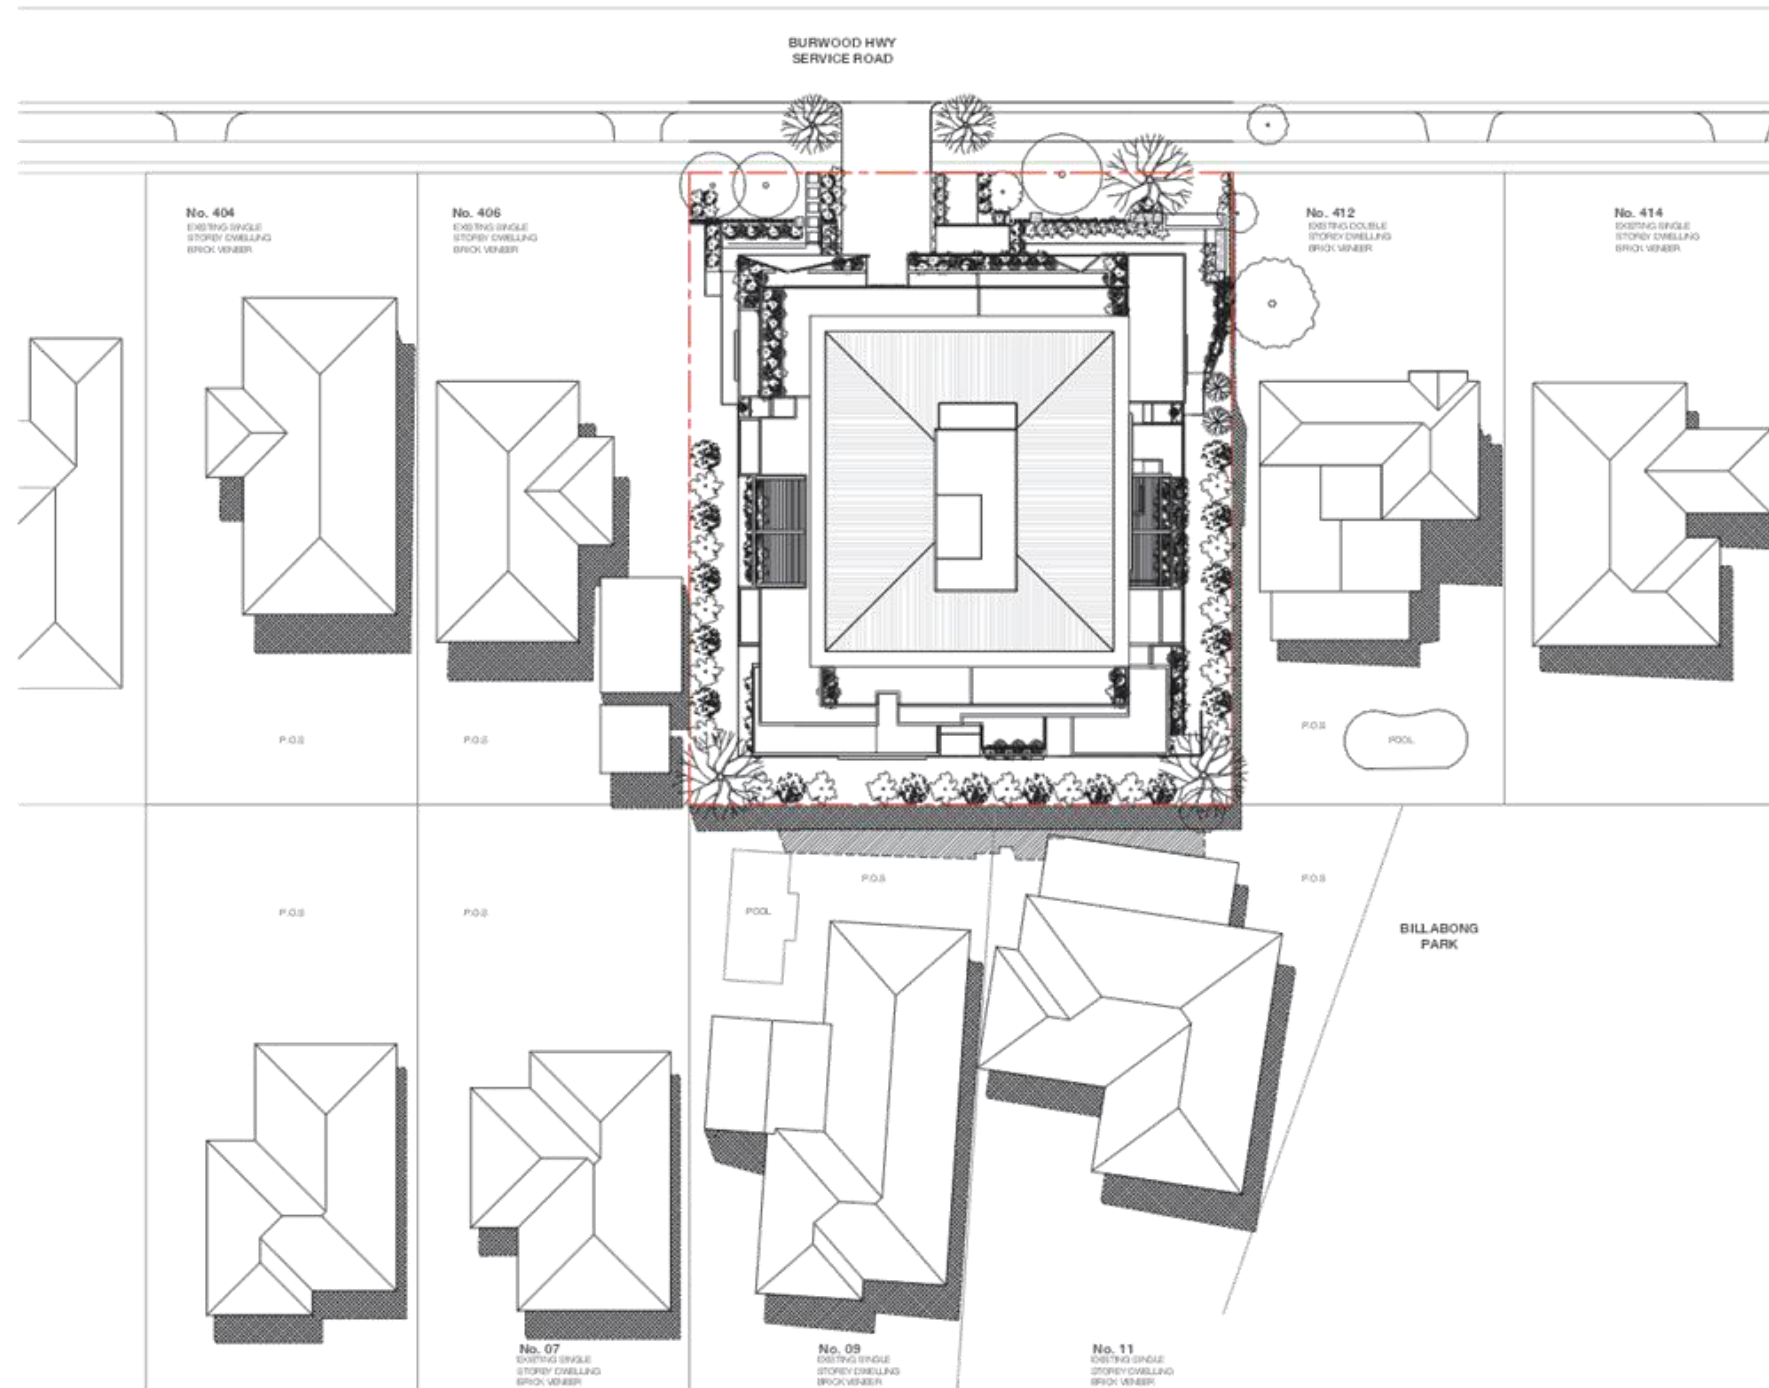 BURWOOD HWY
SERVICE ROAD
No. 404
EXISTING SINGLE
STOREY DWELLING
BRICK VENEER
No. 406
EXISTING SINGLE
STOREY DWELLING
BRICK VENEER
No. 412
EXISTING DOUBLE
STOREY DWELLING
BRICK VENEER
No. 414
EXISTING SINGLE
STOREY DWELLING
BRICK VENEER
P.O.S
P.O.S
P.O.S
POOL
P.O.S
P.O.S
P.O.S
POOL
P.O.S
BILLABONG
PARK
No. 07
EXISTING SINGLE
STOREY DWELLING
BRICK VENEER
No. 09
EXISTING SINGLE
STOREY DWELLING
BRICK VENEER
No. 11
EXISTING SINGLE
STOREY DWELLING
BRICK VENEER